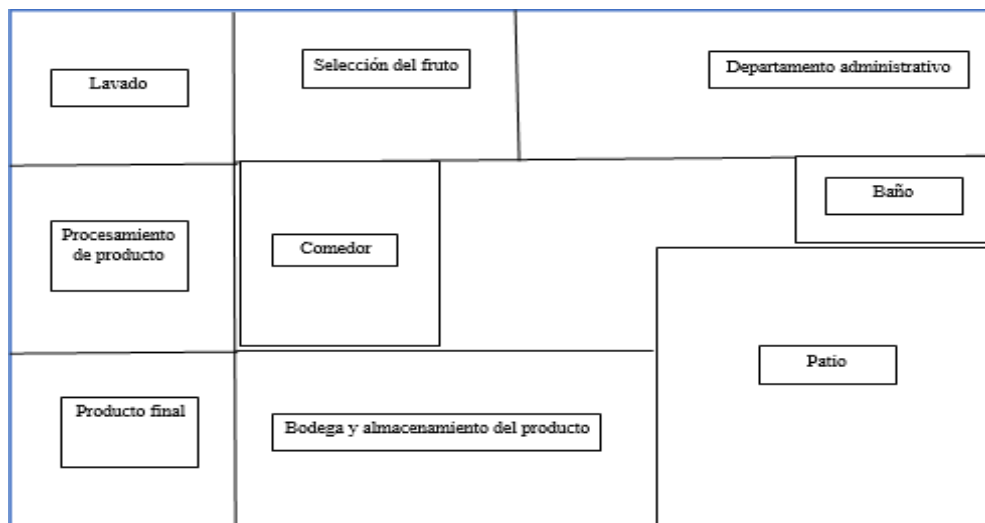 Lavado
Selección del fruto
Departamento administrativo
Procesamiento
de producto
Comedor
Baño
Patio
Producto final
Bodega y almacenamiento del producto